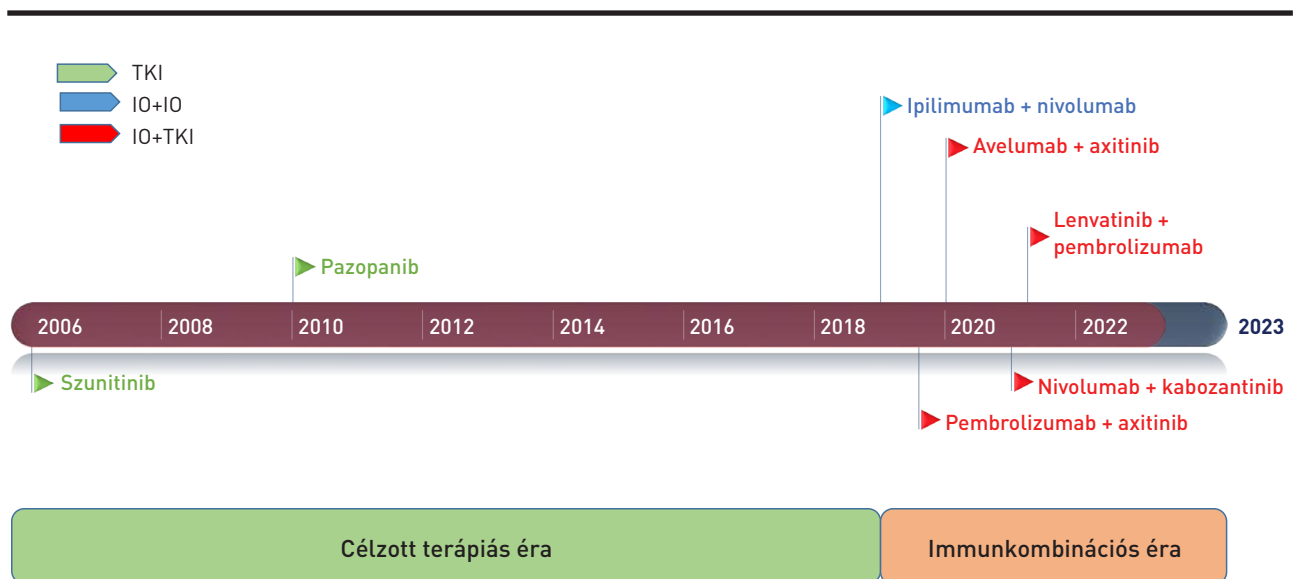 TKI
IO+IO
IO+TKI
Ipilimumab + nivolumab
Avelumab + axitinib
Lenvatinib +
pembrolizumab
Pazopanib
2006 2008 2010 2012 2014 2016 2018 2020 2022 2023
Szunitinib
Nivolumab + kabozantinib
Pembrolizumab + axitinib
Célzott terápiás éra
Immunkombinációs éra